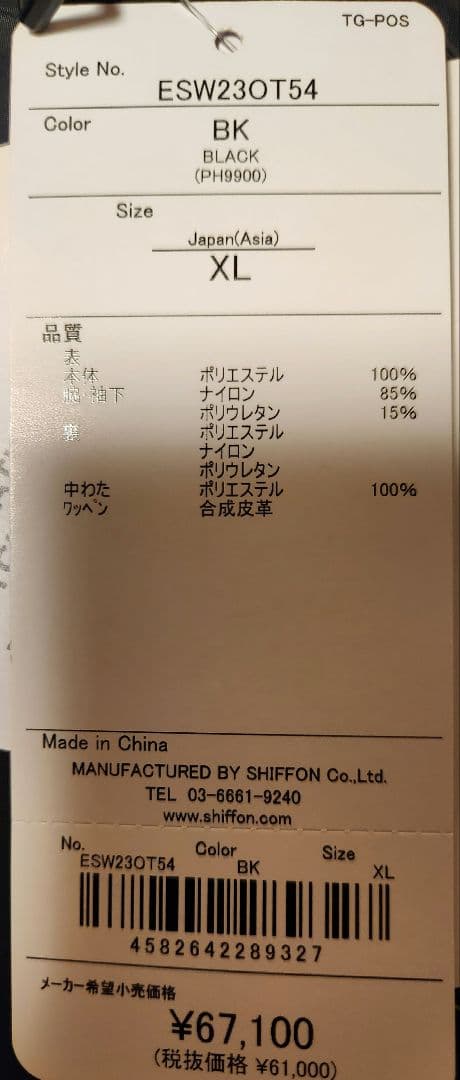 TG-POS
Style No.
ESW23OT54
Color
BK
BLACK
(PH9900)
Size
Japan(Asia)
XL
品質
表
本体 ポリエステル 100%
脇・袖下 ナイロン 85%
ポリウレタン 15%
裏 ポリエステル
ナイロン
ポリウレタン
中わた ポリエステル 100%
ワッペン 合成皮革
Made in China
MANUFACTURED BY SHIFFON Co.,Ltd.
TEL 03-6661-9240
www.shiffon.com
No. Color Size
ESW23OT54 BK XL
4582642289327
メーカー希望小売価格
¥67,100
(税抜価格 ¥61,000)